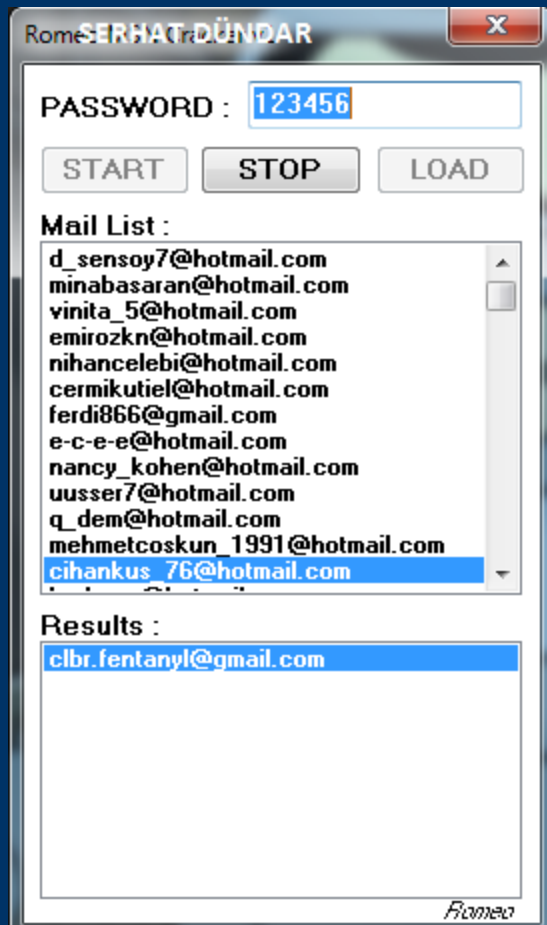 SERHAT DÜNDAR
PASSWORD :
123456
START STOP LOAD
Mail List :
d_sensoy7@hotmail.com
minabasaran@hotmail.com
vinita_5@hotmail.com
emirozkn@hotmail.com
nihancelebi@hotmail.com
cermikutiel@hotmail.com
ferdi866@gmail.com
e-c-e-e@hotmail.com
nancy_kohen@hotmail.com
uusser7@hotmail.com
q_dem@hotmail.com
mehmetcoskun_1991@hotmail.com
cihankus_76@hotmail.com
Results :
clbr.fentanyl@gmail.com
Romeo